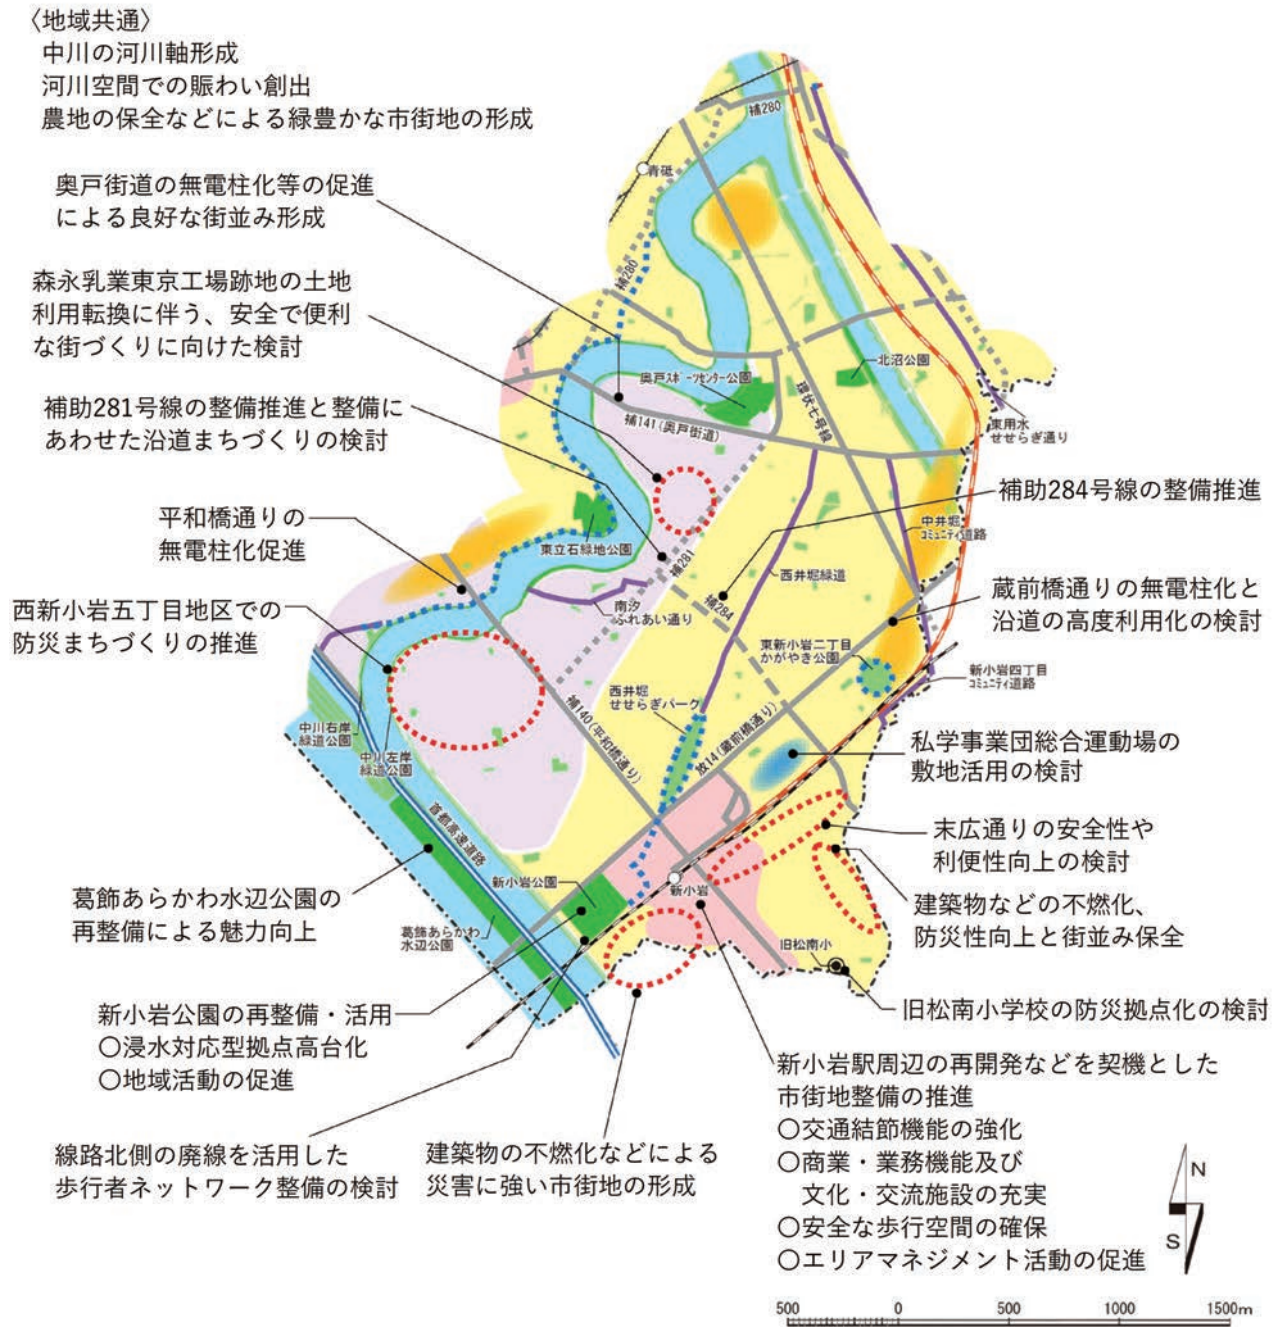 〈地域共通〉
中川の河川軸形成
河川空間での賑わい創出
農地の保全などによる緑豊かな市街地の形成
奥戸街道の無電柱化等の促進
による良好な街並み形成
森永乳業東京工場跡地の土地
利用転換に伴う、安全で便利
な街づくりに向けた検討
補助281号線の整備推進と整備に
あわせた沿道まちづくりの検討
平和橋通りの
無電柱化促進
西新小岩五丁目地区での
防災まちづくりの推進
葛飾あらかわ水辺公園の
再整備による魅力向上
新小岩公園の再整備・活用
〇浸水対応型拠点高台化
〇地域活動の促進
線路北側の廃線を活用した
歩行者ネットワーク整備の検討
建築物の不燃化などによる
災害に強い市街地の形成
補助284号線の整備推進
蔵前橋通りの無電柱化と
沿道の高度利用化の検討
私学事業団総合運動場の
敷地活用の検討
末広通りの安全性や
利便性向上の検討
建築物などの不燃化、
防災性向上と街並み保全
旧松南小学校の防災拠点化の検討
新小岩駅周辺の再開発などを契機とした
市街地整備の推進
〇交通結節機能の強化
〇商業・業務機能及び
文化・交流施設の充実
〇安全な歩行空間の確保
〇エリアマネジメント活動の促進
補280
青砥
補280
北沼公園
奥戸スポーツセンター公園
環状七号線
補141(奥戸街道)
東用水
せせらぎ通り
中井堀
コミュニティ道路
東立石緑地公園
補281
西井堀緑道
南汐
ふれあい通り
補284
東新小岩二丁目
かがやき公園
新小岩四丁目
コミュニティ道路
西井堀
せせらぎパーク
中川右岸
緑道公園
中川左岸
緑道公園
補140(平和橋通り)
放14(蔵前橋通り)
首都高速道路
新小岩公園
新小岩
葛飾あらかわ
水辺公園
旧松南小
N
S
500 0 500 1000 1500m